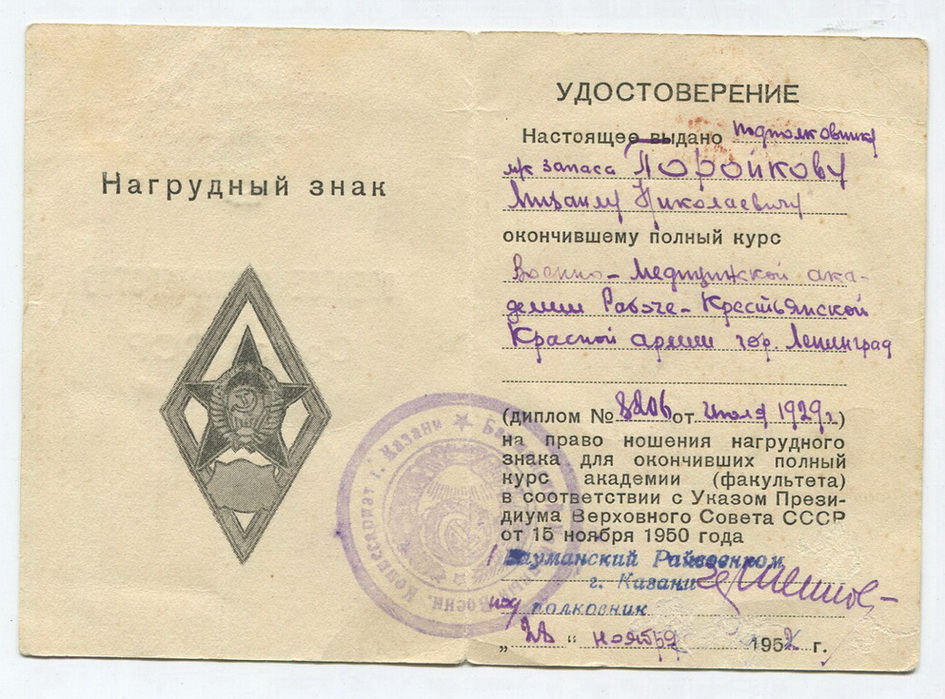 Нагрудный знак
УДОСТОВЕРЕНИЕ
Настоящее выдано подполковнику
м/с запаса Поройкову
Михаилу Николаевичу
окончившему полный курс
Военно-Медицинской ака-
демии Рабоче-Крестьянской
Красной армии гор. Ленинград
(диплом № 8206 от июля 1929 г.)
на право ношения нагрудного
знака для окончивших полный
курс академии (факультета)
в соответствии с Указом Прези-
диума Верховного Совета СССР
от 15 ноября 1950 года
Бауманский Райвоенком
г. Казани
подполковник
„28 " ноября 1952 г.
Комиссариат г. Казани